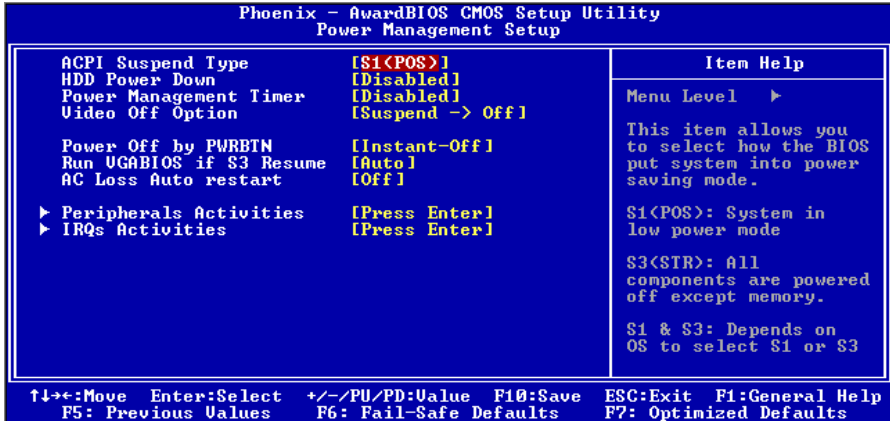 Phoenix - AwardBIOS CMOS Setup Utility
Power Management Setup
ACPI Suspend Type [S1(POS)]
HDD Power Down [Disabled]
Power Management Timer [Disabled]
Video Off Option [Suspend -> Off]
Power Off by PWRBTN [Instant-Off]
Run VGABIOS if S3 Resume [Auto]
AC Loss Auto restart [Off]
▶ Peripherals Activities [Press Enter]
▶ IRQs Activities [Press Enter]
Item Help
Menu Level ▶
This item allows you
to select how the BIOS
put system into power
saving mode.
S1(POS): System in
low power mode
S3(STR): All
components are powered
off except memory.
S1 & S3: Depends on
OS to select S1 or S3
↑↓→←:Move Enter:Select +/-/PU/PD:Value F10:Save ESC:Exit F1:General Help
F5: Previous Values F6: Fail-Safe Defaults F7: Optimized Defaults